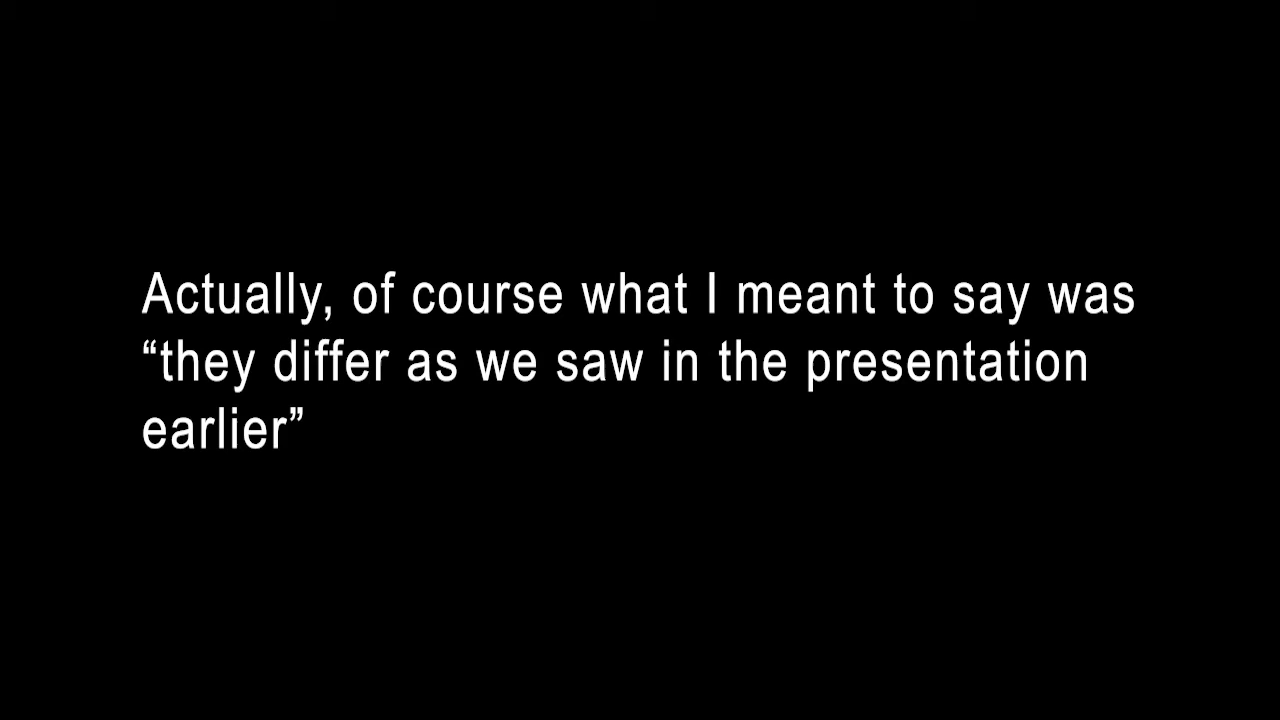 Actually, of course what I meant to say was
“they differ as we saw in the presentation
earlier”